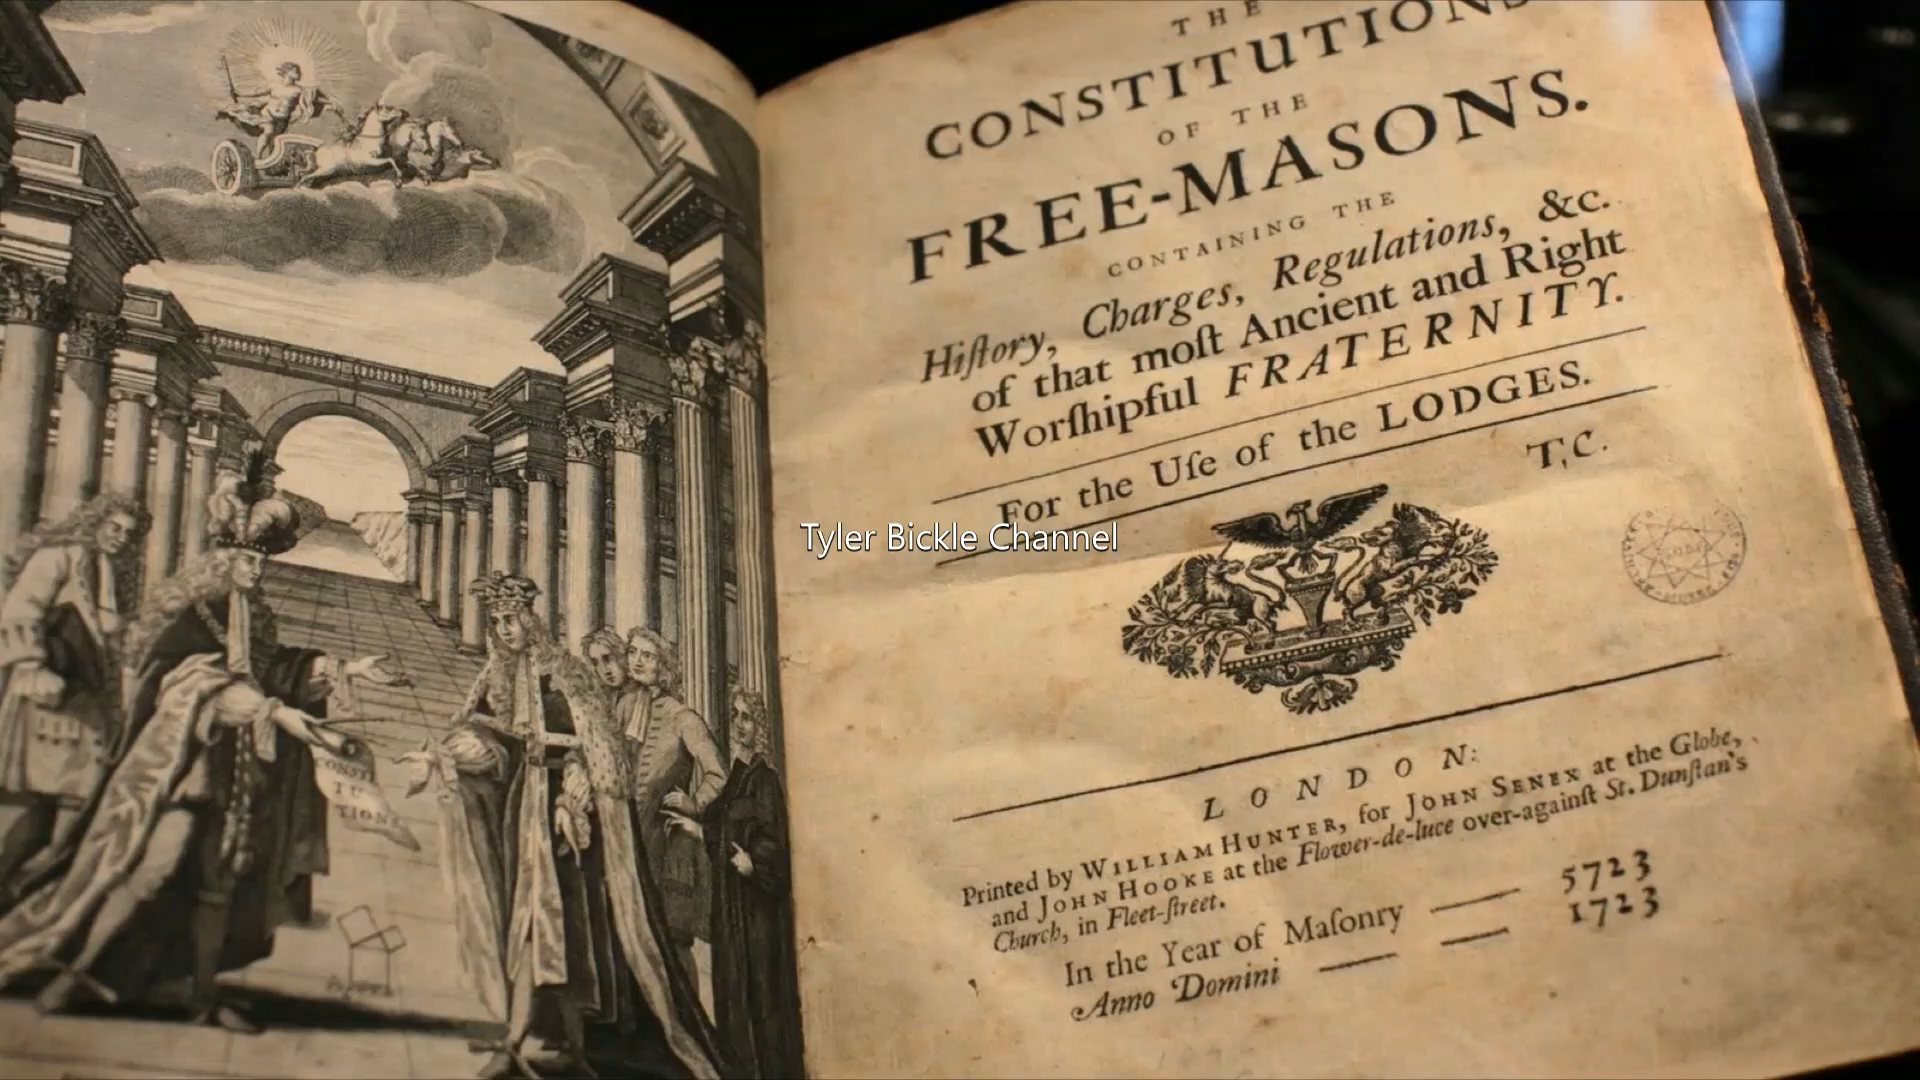 THE
CONSTITUTIONS
OF THE
FREE-MASONS.
CONTAINING THE
Hiſtory, Charges, Regulations, &c.
of that moſt Ancient and Right
Worſhipful FRATERNITY.
For the Uſe of the LODGES.
T.C.
Tyler Bickle Channel
LONDON:
Printed by WILLIAM HUNTER, for JOHN SENEX at the Globe,
and JOHN HOOKE at the Flower-de-luce over-againſt St. Dunſtan's
Church, in Fleet-ſtreet.
In the Year of Maſonry —— 5723
Anno Domini —— —— 1723
CONSTI
TU
TIONS